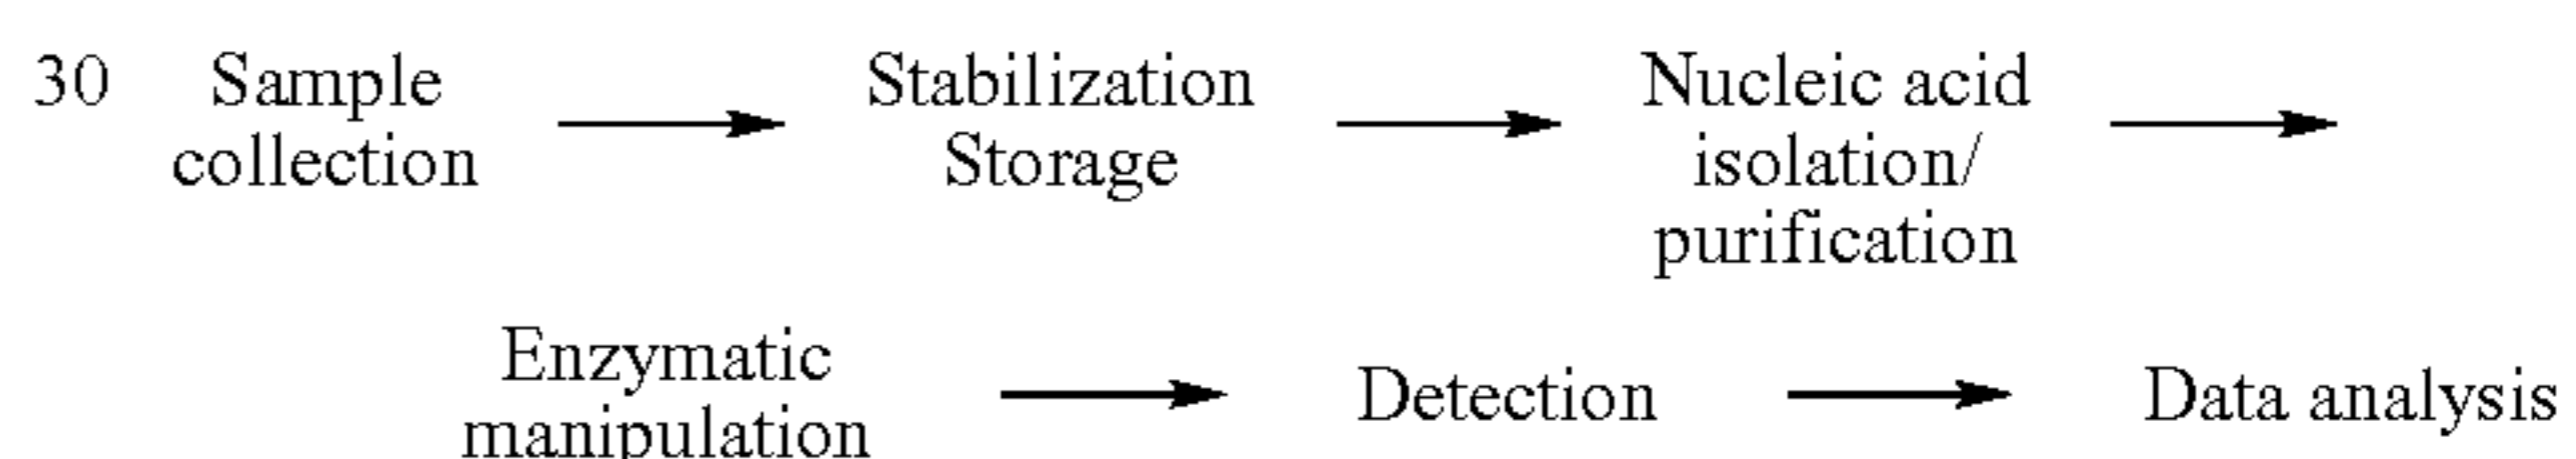 30 Sample Stabilization Nucleic acid
collection Storage isolation/
purification
Enzymatic
manipulation Detection Data analysis